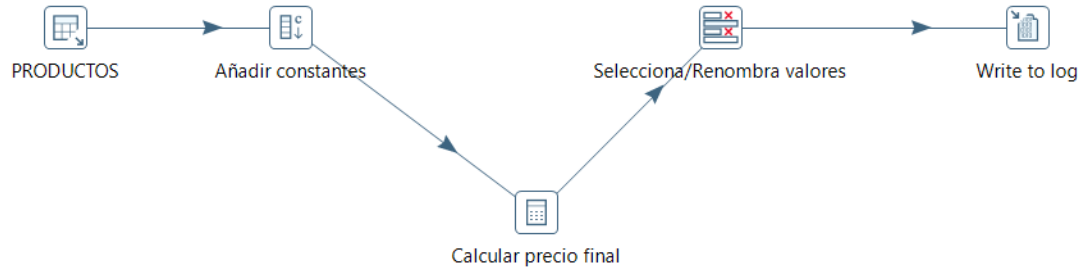 PRODUCTOS
Añadir constantes
Selecciona/Renombra valores
Write to log
Calcular precio final